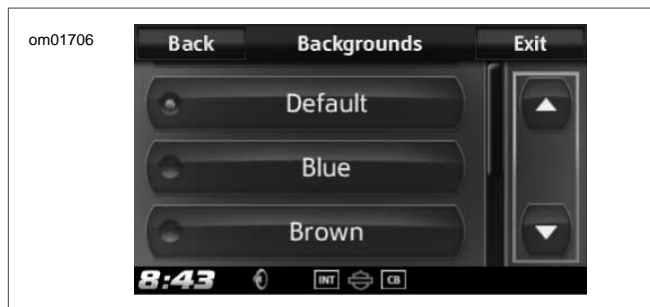 om01706
Back Backgrounds Exit
Default
Blue
Brown
8:43 INT CB